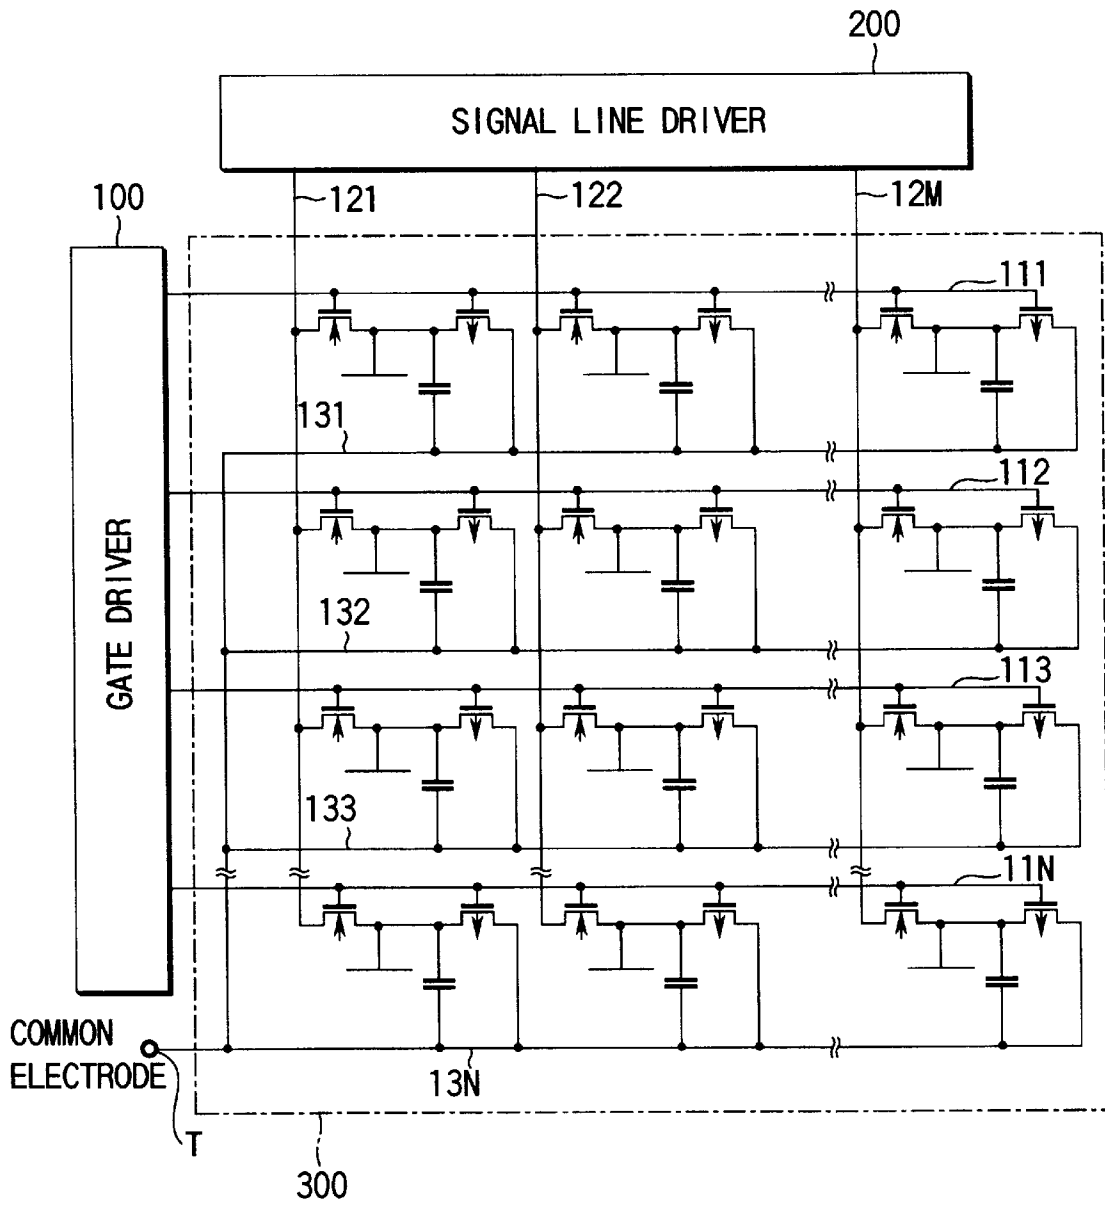 200
SIGNAL LINE DRIVER
100
121
122
12M
111
131
112
GATE DRIVER
132
113
133
11N
COMMON
ELECTRODE
13N
T
300